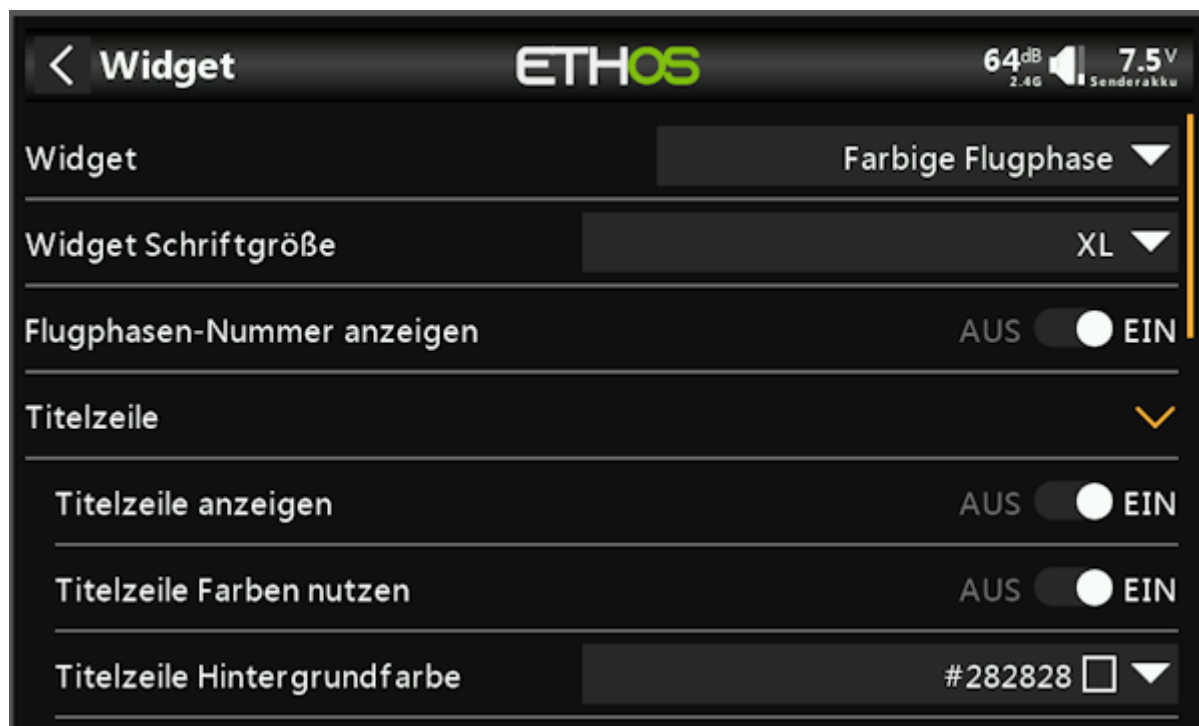 Widget ETHOS 64dB 2.4G 7.5V Senderakku
Widget Farbige Flugphase
Widget Schriftgröße XL
Flugphasen-Nummer anzeigen AUS EIN
Titelzeile
Titelzeile anzeigen AUS EIN
Titelzeile Farben nutzen AUS EIN
Titelzeile Hintergrundfarbe #282828